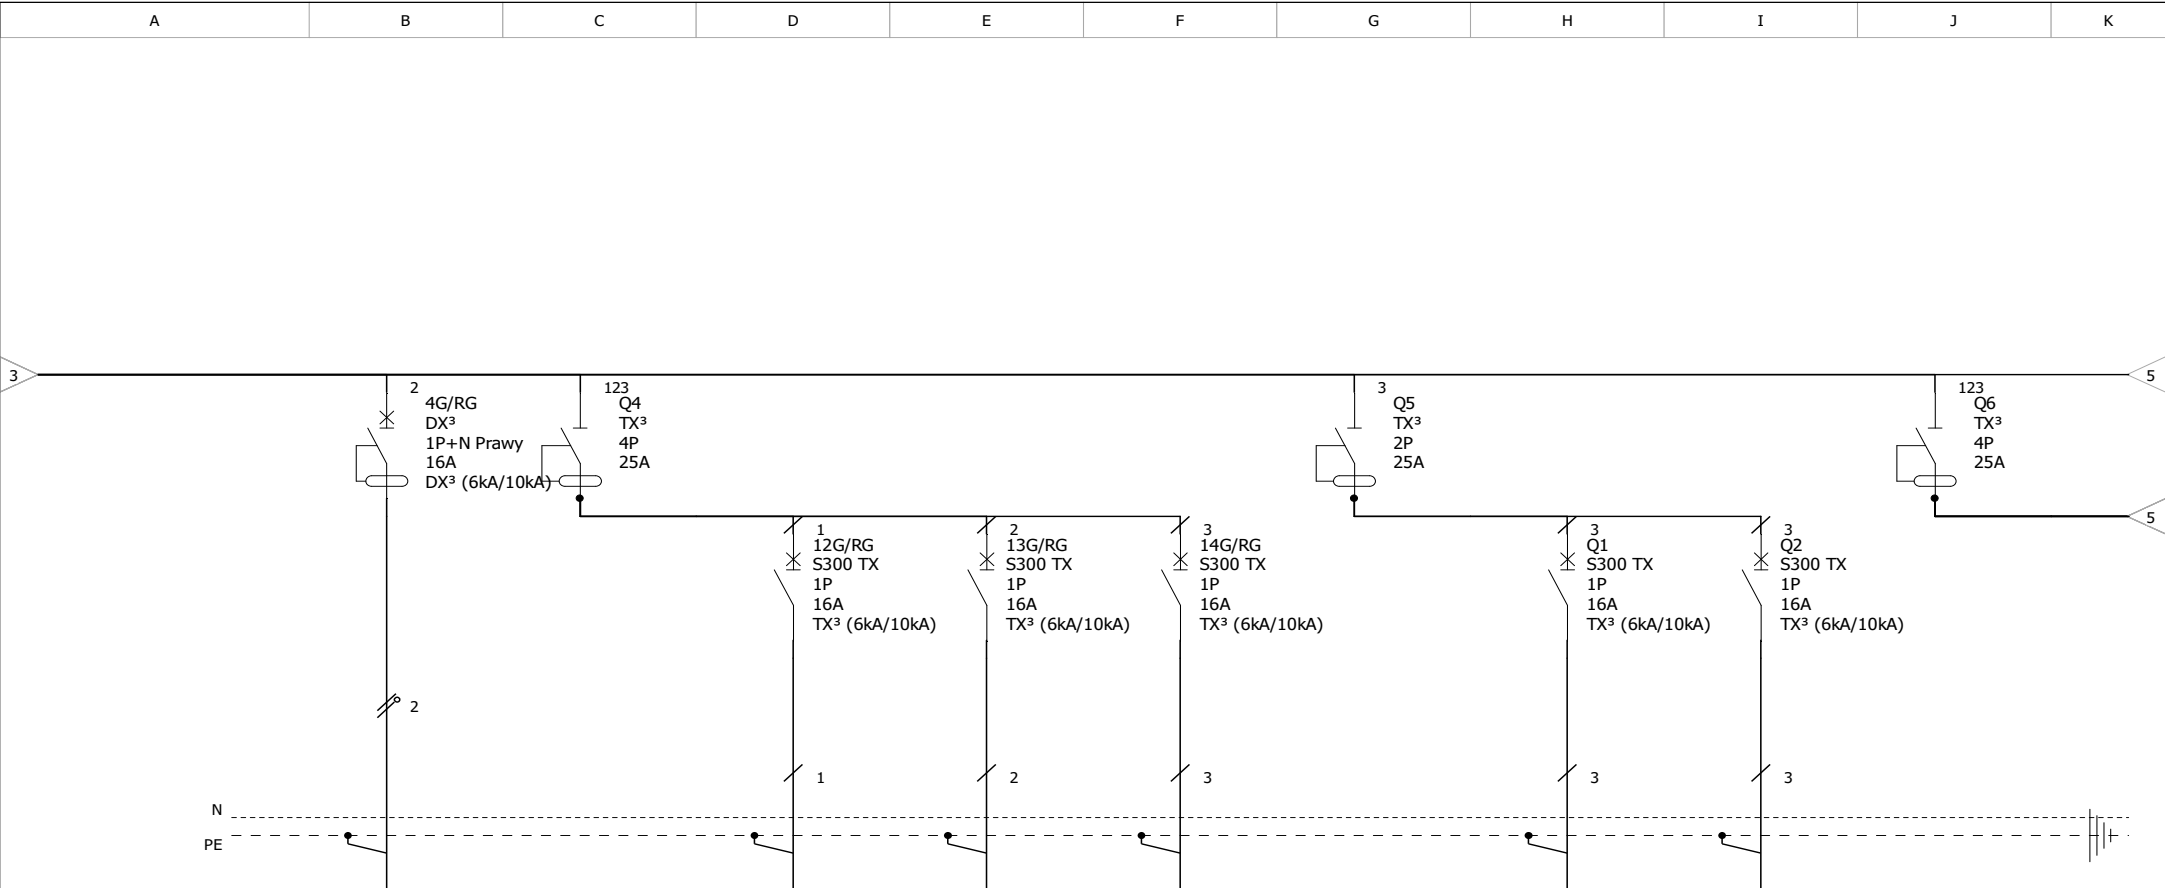 A B C D E F G H I J K
3
5
2
4G/RG
DX³
1P+N Prawy
16A
DX³ (6kA/10kA)
123
Q4
TX³
4P
25A
3
Q5
TX³
2P
25A
123
Q6
TX³
4P
25A
5
1
12G/RG
S300 TX
1P
16A
TX³ (6kA/10kA)
2
13G/RG
S300 TX
1P
16A
TX³ (6kA/10kA)
3
14G/RG
S300 TX
1P
16A
TX³ (6kA/10kA)
3
Q1
S300 TX
1P
16A
TX³ (6kA/10kA)
3
Q2
S300 TX
1P
16A
TX³ (6kA/10kA)
2
1 2 3 3 3
N
PE